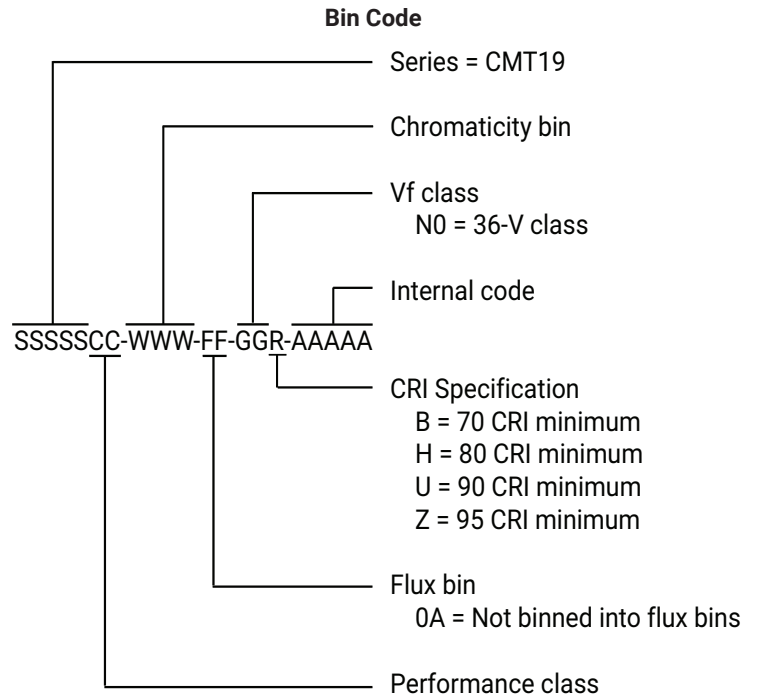 Bin Code
Series = CMT19
Chromaticity bin
Vf class
N0 = 36-V class
Internal code
SSSSSCC-WWW-FF-GGR-AAAAA
CRI Specification
B = 70 CRI minimum
H = 80 CRI minimum
U = 90 CRI minimum
Z = 95 CRI minimum
Flux bin
0A = Not binned into flux bins
Performance class